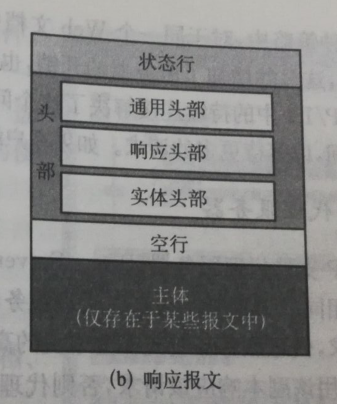 状态行
头部
通用头部
响应头部
实体头部
空行
主体
(仅存在于某些报文中)
(b) 响应报文